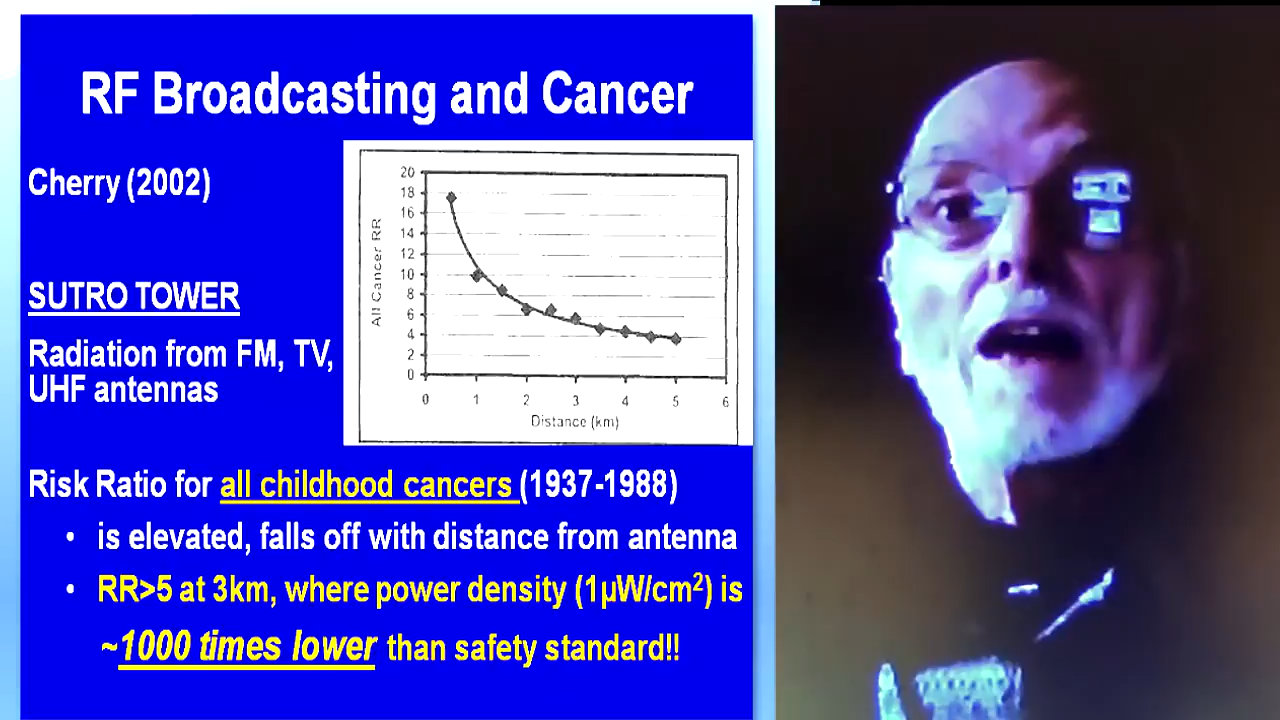 RF Broadcasting and Cancer
Cherry (2002)
SUTRO TOWER
Radiation from FM, TV,
UHF antennas
20
18
16
14
12
10
8
6
4
2
0
All Cancer RR
0 1 2 3 4 5 6
Distance (km)
Risk Ratio for all childhood cancers (1937-1988)
• is elevated, falls off with distance from antenna
• RR>5 at 3km, where power density (1µW/cm²) is
~1000 times lower than safety standard!!